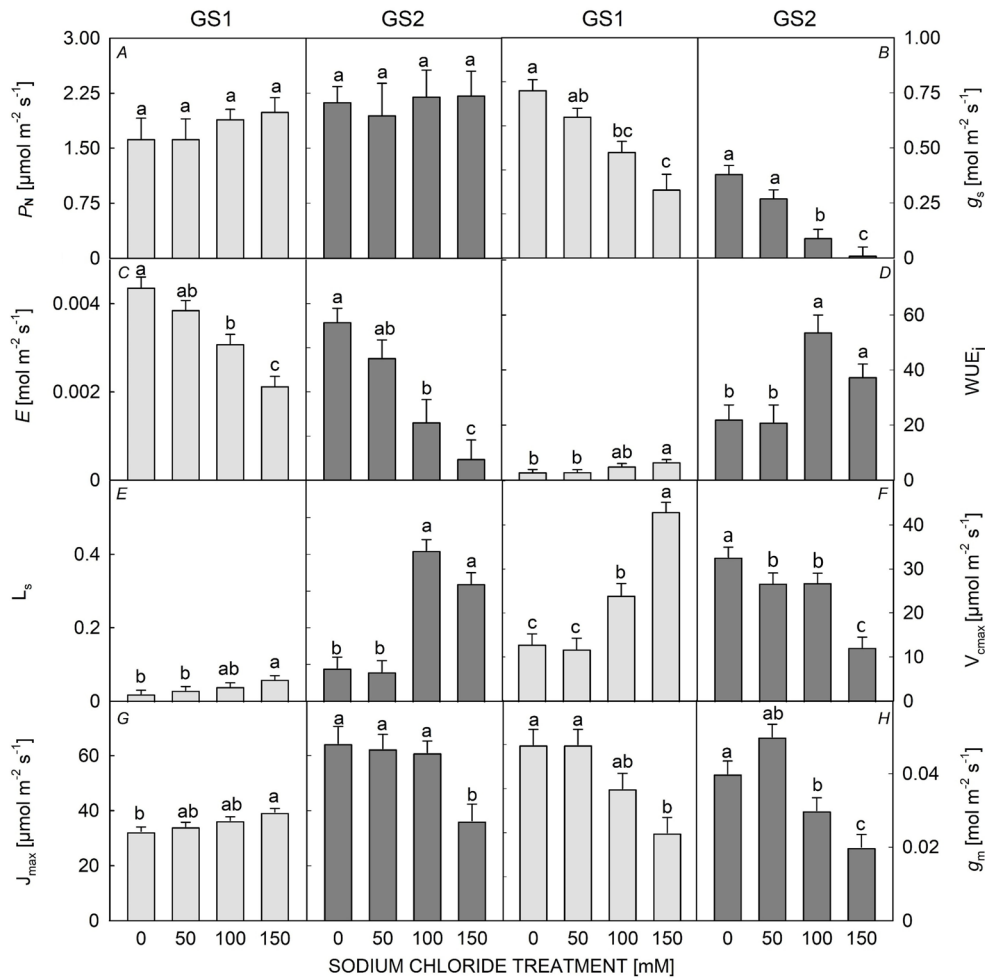 GS1 GS2 GS1 GS2
A
3.00
2.25
1.50
0.75
0
P_N [µmol m⁻² s⁻¹]
a a a a
a a a a
B
a ab bc c
a a b c
1.00
0.75
0.50
0.25
0
g_s [mol m⁻² s⁻¹]
C
0.004
0.002
0
E [mol m⁻² s⁻¹]
a ab b c
a ab b c
D
b b ab a
b b a a
60
40
20
0
WUE_i
E
0.4
0.2
0
L_s
b b ab a
b b a a
F
c c b a
a b b c
40
30
20
10
0
V_cmax [µmol m⁻² s⁻¹]
G
60
40
20
0
J_max [µmol m⁻² s⁻¹]
b ab ab a
a a a b
H
a a ab b
a ab b c
0.04
0.02
0
g_m [mol m⁻² s⁻¹]
0 50 100 150 0 50 100 150 0 50 100 150 0 50 100 150
SODIUM CHLORIDE TREATMENT [mM]